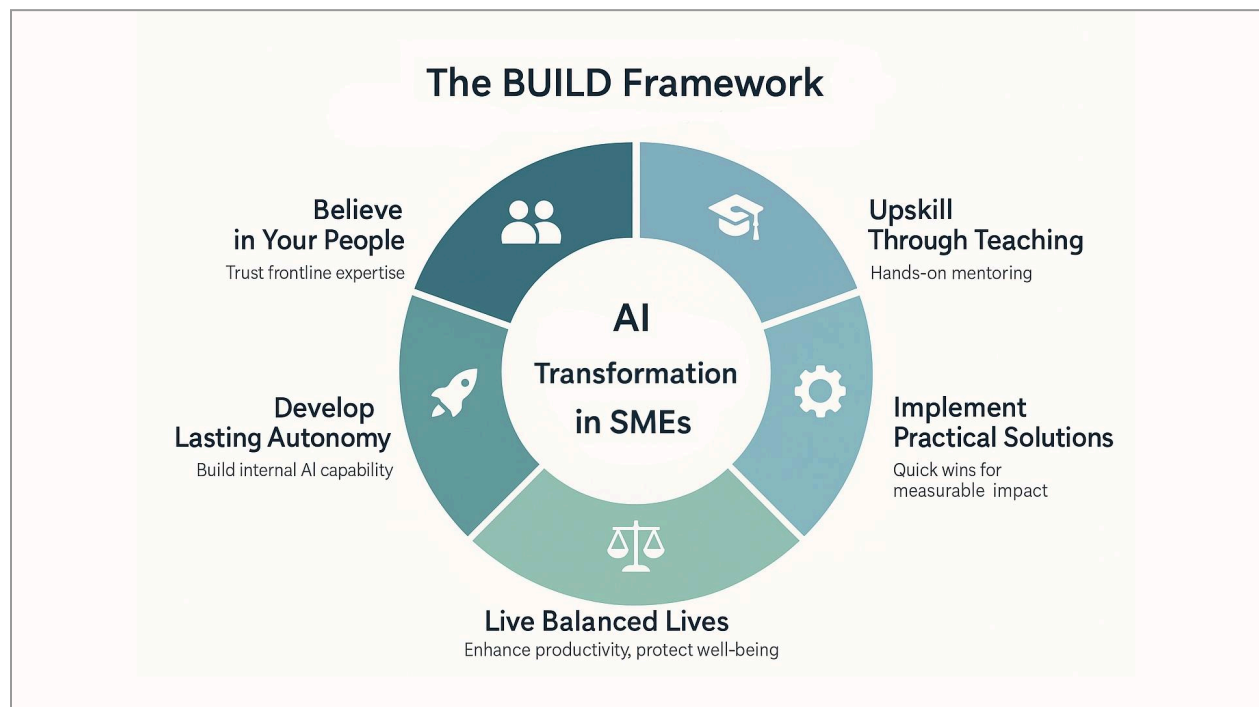 The BUILD Framework
Believe
in Your People
Trust frontline expertise
Upskill
Through Teaching
Hands-on mentoring
AI
Transformation
in SMEs
Develop
Lasting Autonomy
Build internal AI capability
Implement
Practical Solutions
Quick wins for
measurable impact
Live Balanced Lives
Enhance productivity, protect well-being